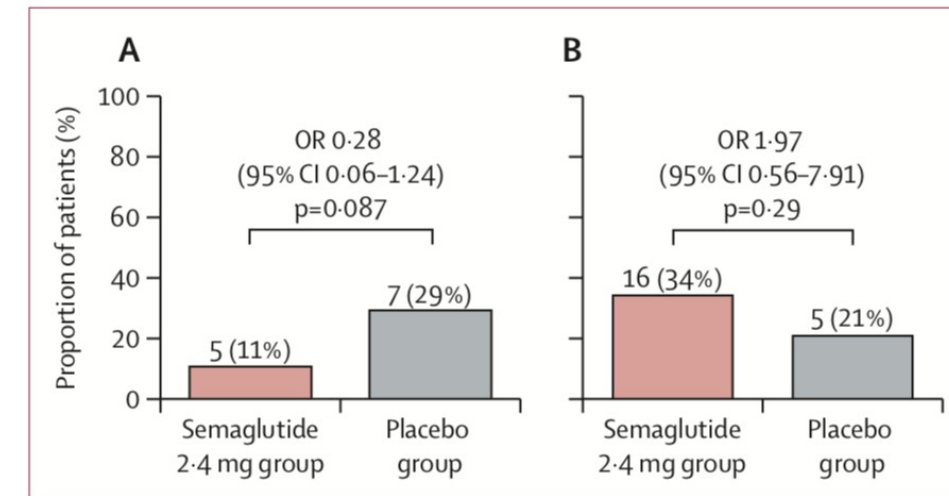 A
B
Proportion of patients (%)
100
80
60
40
20
0
OR 0·28
(95% CI 0·06–1·24)
p=0·087
5 (11%)
7 (29%)
Semaglutide
2·4 mg group
Placebo
group
OR 1·97
(95% CI 0·56–7·91)
p=0·29
16 (34%)
5 (21%)
Semaglutide
2·4 mg group
Placebo
group